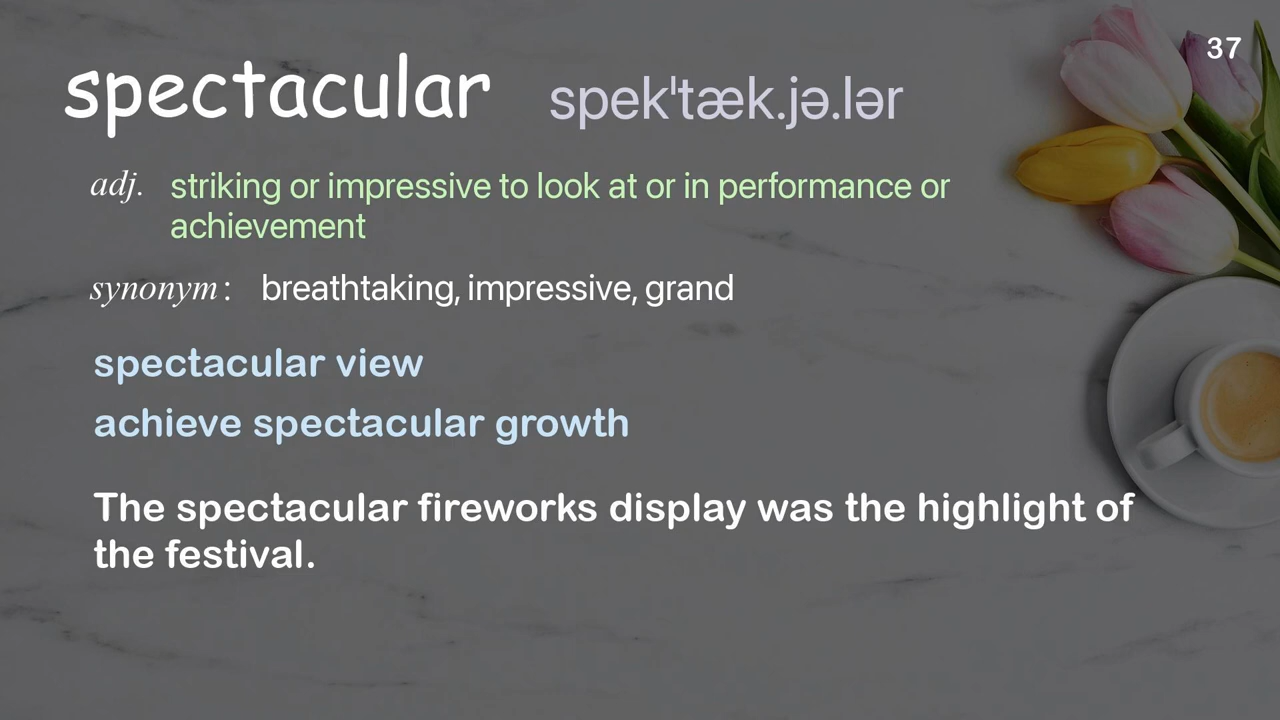 37
spectacular spekˈtæk.jə.lər
adj. striking or impressive to look at or in performance or
achievement
synonym: breathtaking, impressive, grand
spectacular view
achieve spectacular growth
The spectacular fireworks display was the highlight of
the festival.